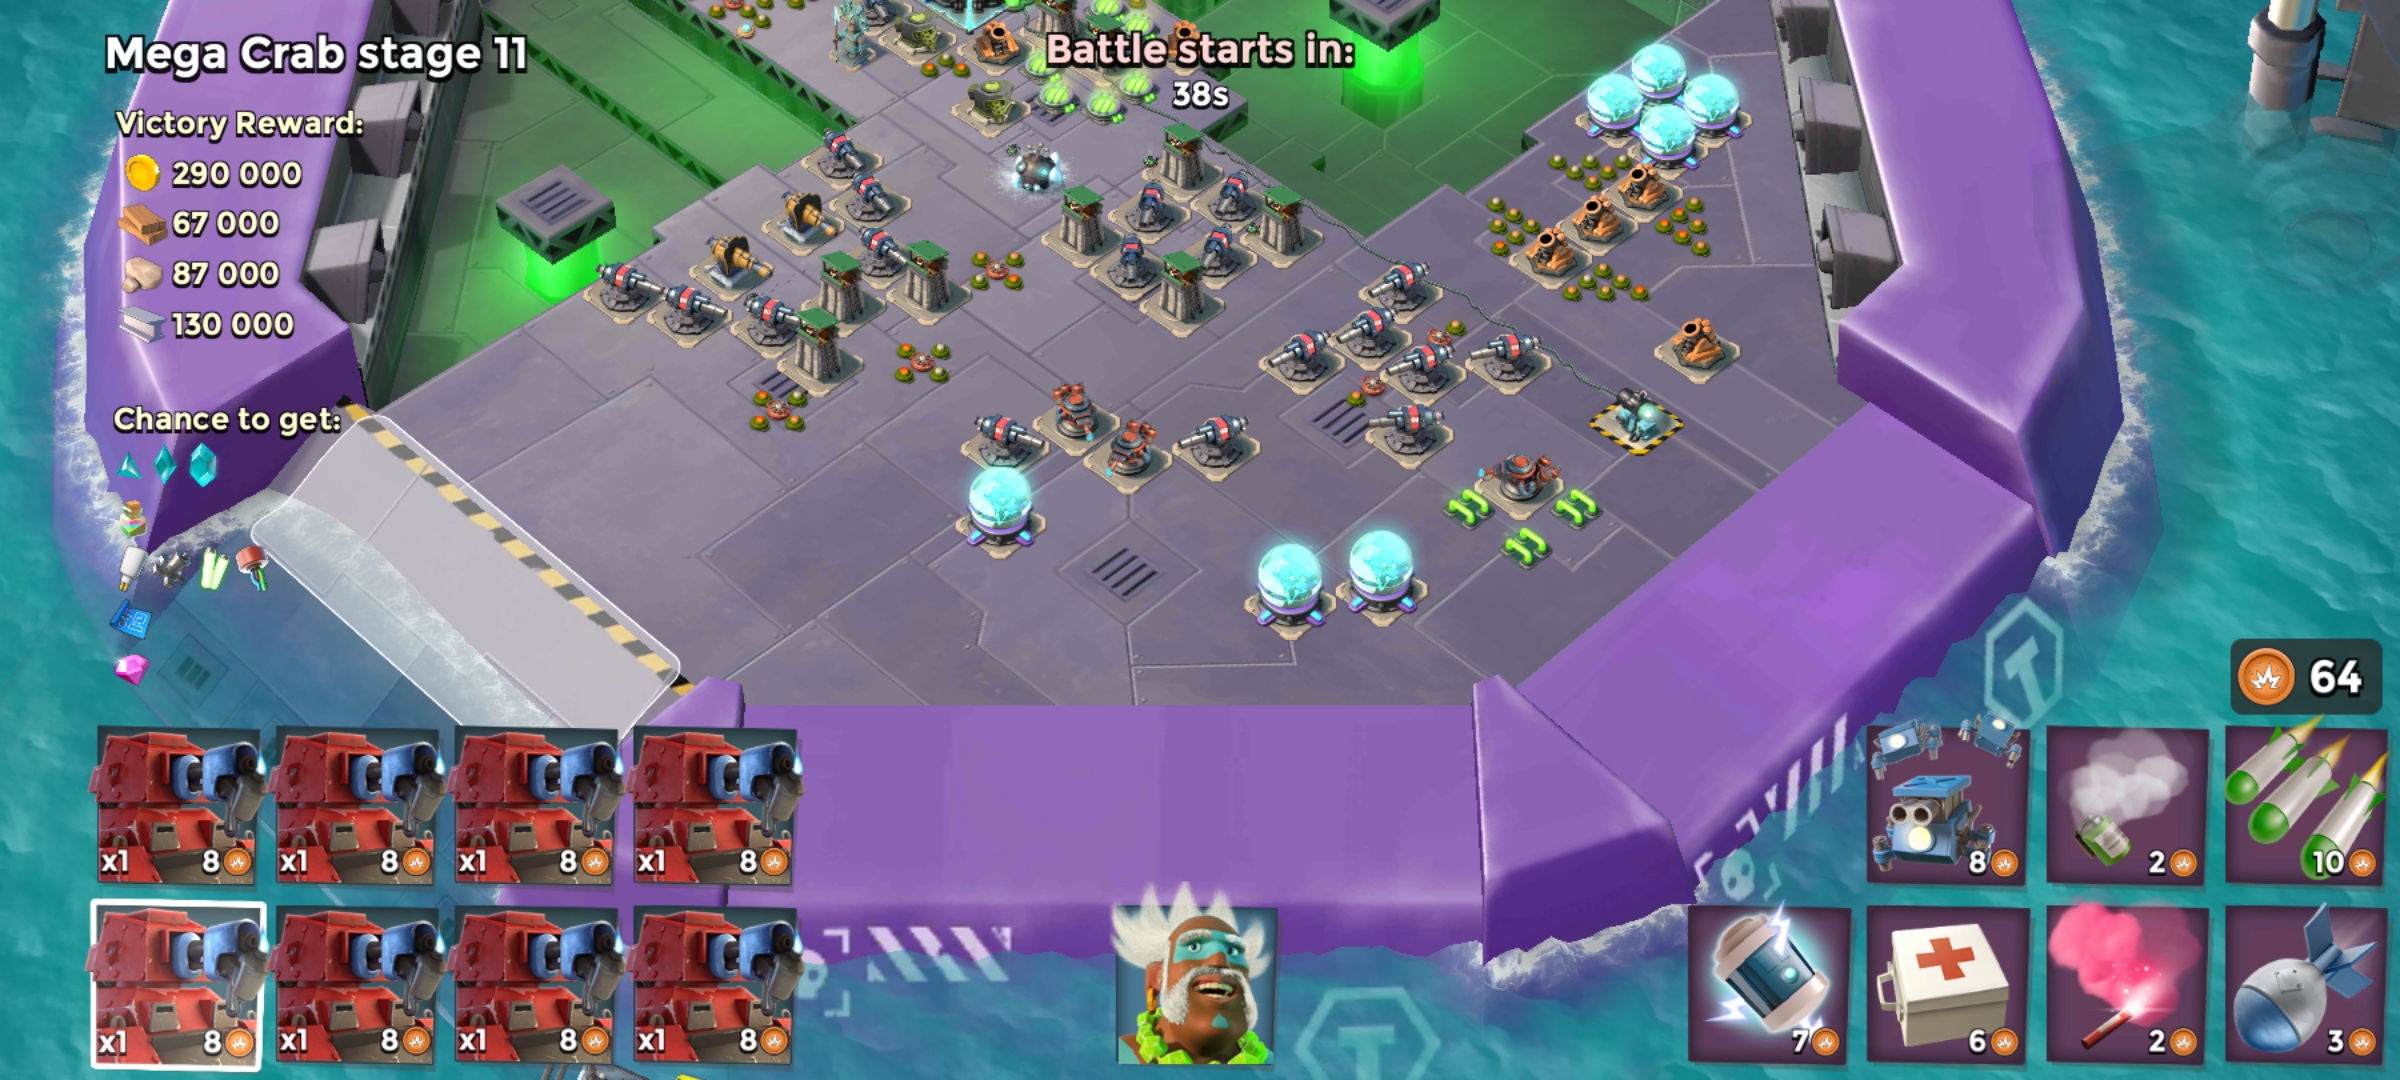 Mega Crab stage 11
Battle starts in:
38s
Victory Reward:
290 000
67 000
87 000
130 000
Chance to get:
64
x1 8
x1 8
x1 8
x1 8
8
2
10
x1 8
x1 8
x1 8
x1 8
7
6
2
3